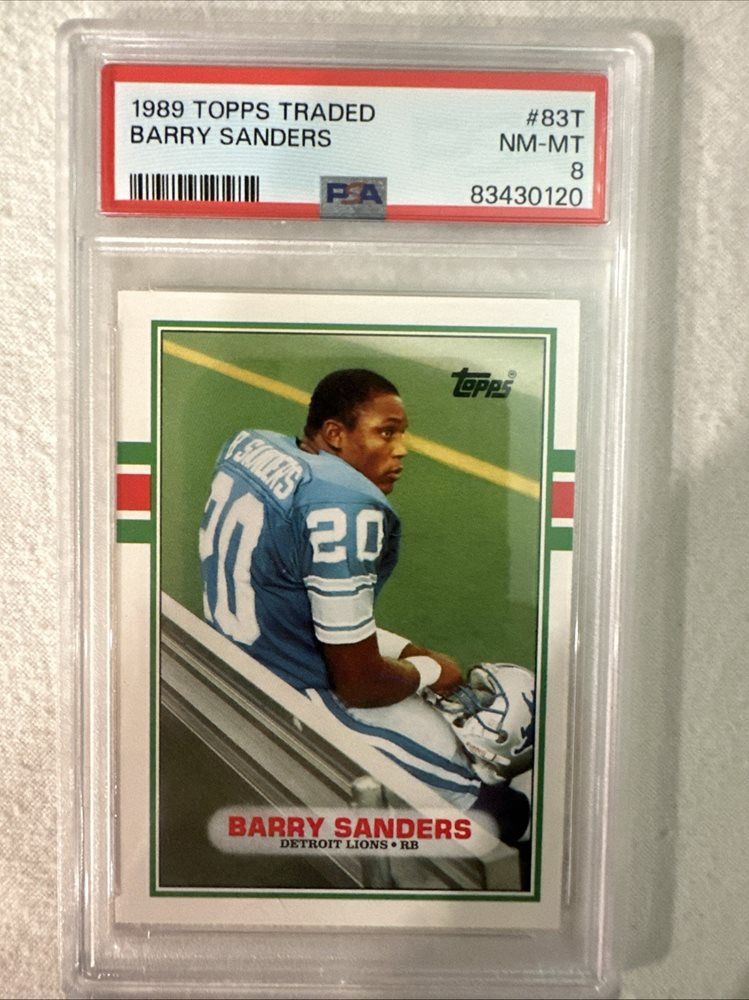 1989 TOPPS TRADED
BARRY SANDERS
#83T
NM-MT
8
83430120
PSA
topps®
B. SANDERS
20
20
BARRY SANDERS
DETROIT LIONS • RB